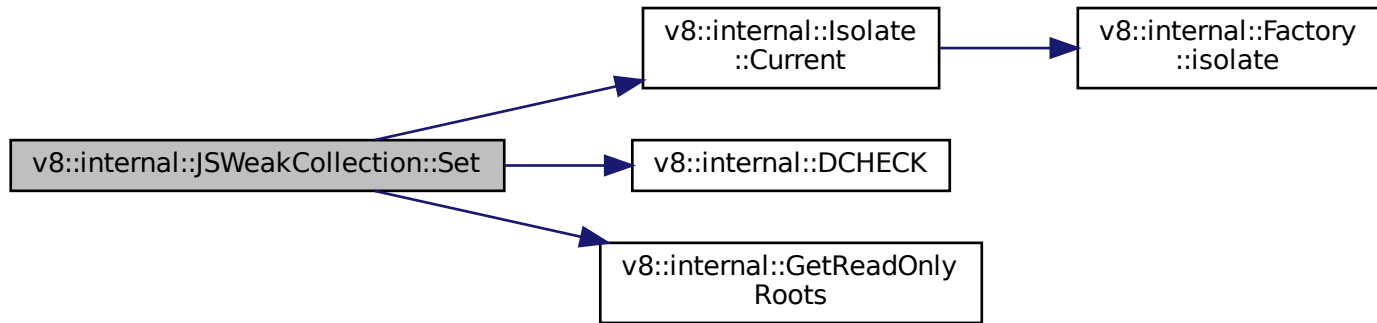 v8::internal::Isolate
::Current
v8::internal::Factory
::isolate
v8::internal::JSWeakCollection::Set
v8::internal::DCHECK
v8::internal::GetReadOnly
Roots